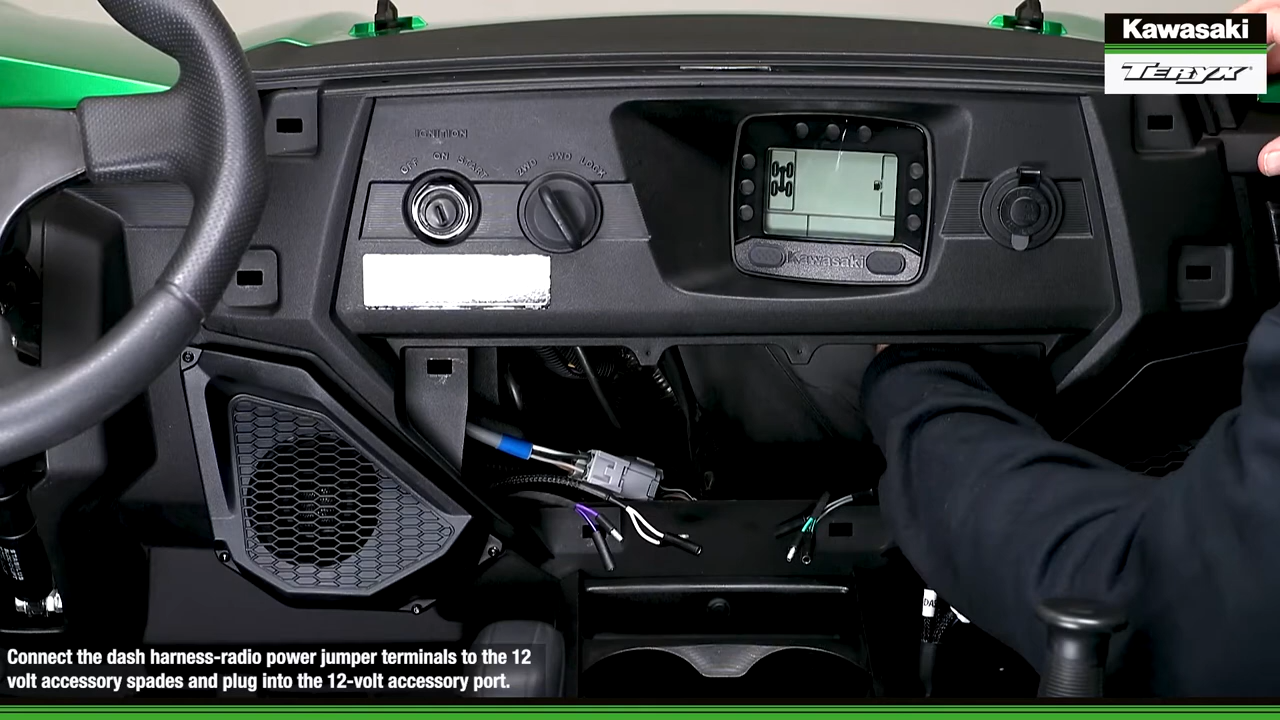 Kawasaki
TERYX
IGNITION
OFF ON START
2WD 4WD LOCK
Kawasaki
DA
Connect the dash harness-radio power jumper terminals to the 12
volt accessory spades and plug into the 12-volt accessory port.